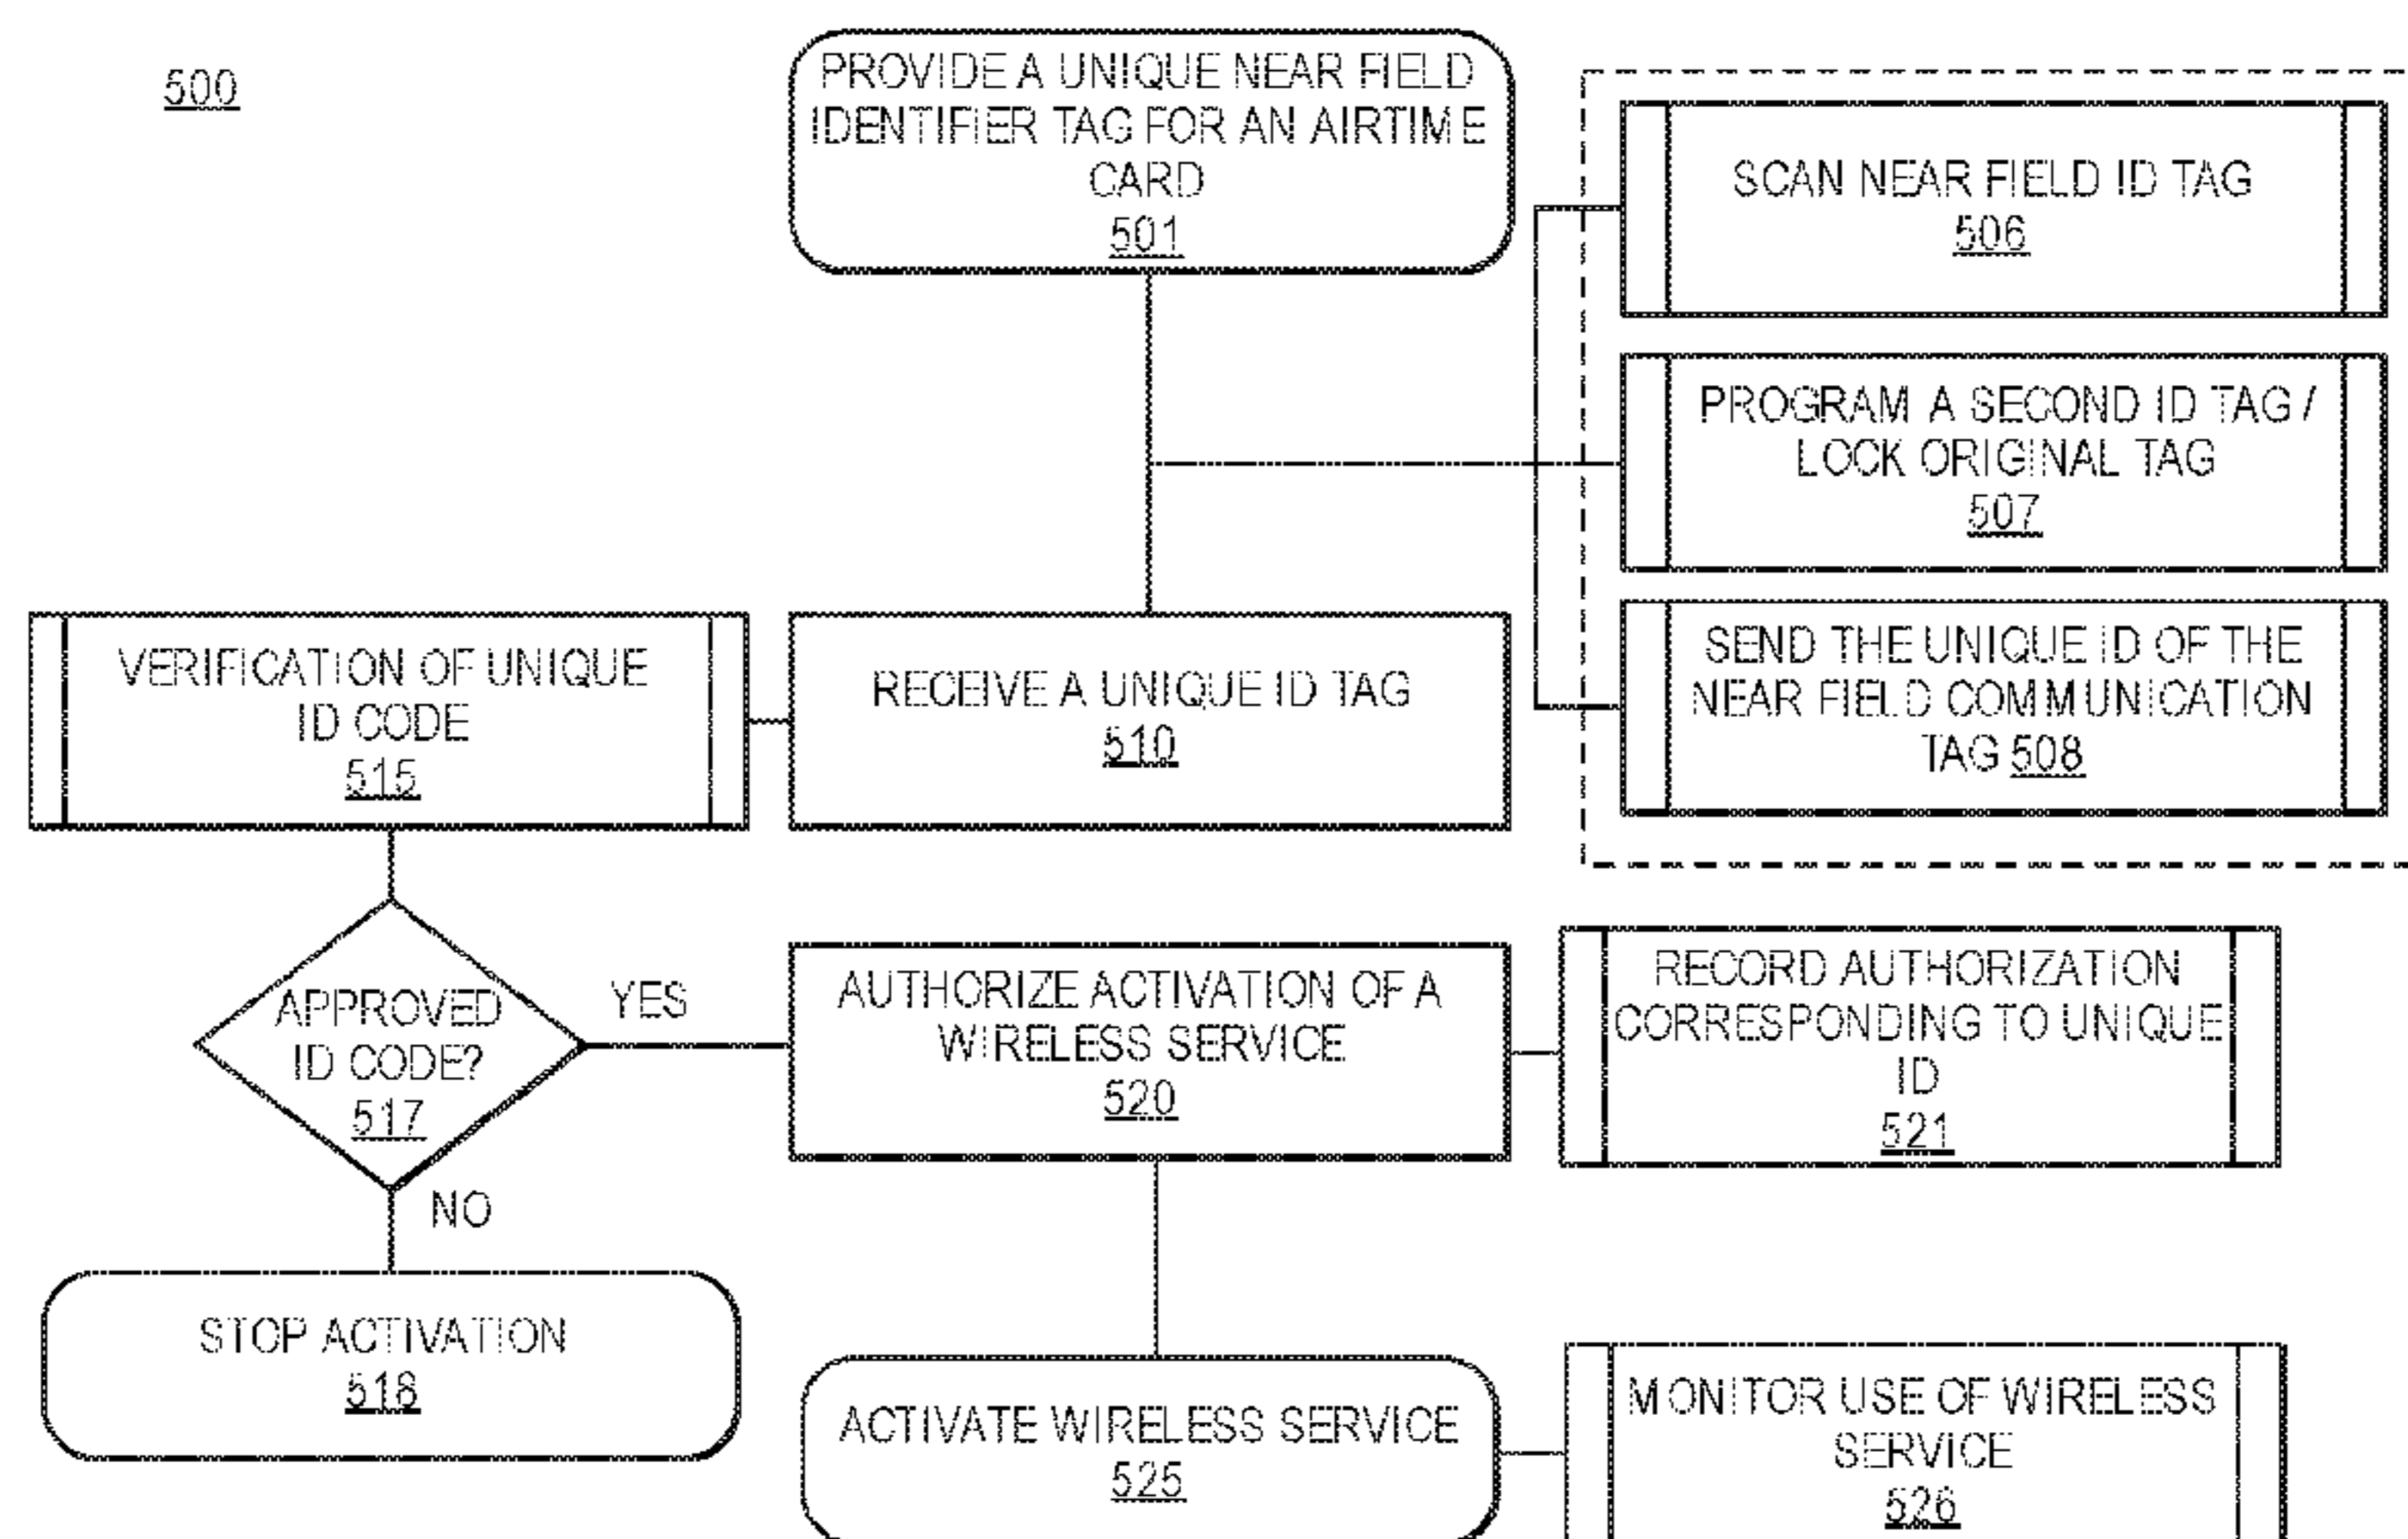 500
PROVIDE A UNIQUE NEAR FIELD
IDENTIFIER TAG FOR AN AIRTIME
CARD
501
SCAN NEAR FIELD ID TAG
506
PROGRAM A SECOND ID TAG /
LOCK ORIGINAL TAG
507
SEND THE UNIQUE ID OF THE
NEAR FIELD COMMUNICATION
TAG 508
VERIFICATION OF UNIQUE
ID CODE
515
RECEIVE A UNIQUE ID TAG
510
APPROVED
ID CODE?
517
YES
NO
AUTHORIZE ACTIVATION OF A
WIRELESS SERVICE
520
RECORD AUTHORIZATION
CORRESPONDING TO UNIQUE
ID
521
STOP ACTIVATION
518
ACTIVATE WIRELESS SERVICE
525
MONITOR USE OF WIRELESS
SERVICE
526